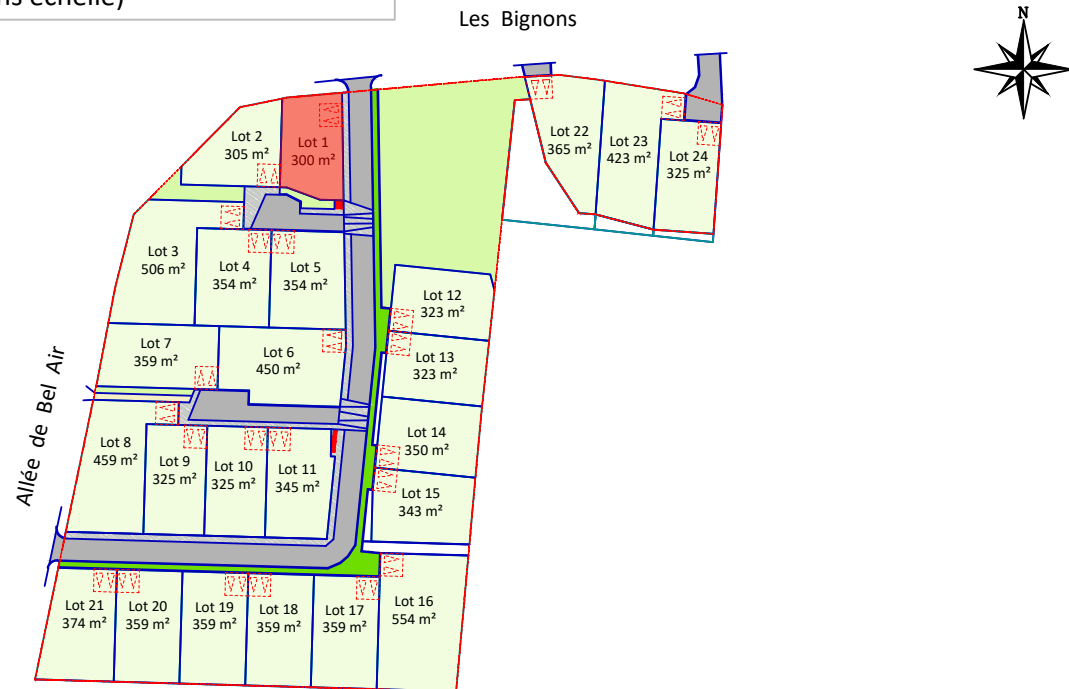 ns échelle)
Les Bignons
N
Lot 2
305 m²
Lot 1
300 m²
Lot 22
365 m²
Lot 23
423 m²
Lot 24
325 m²
Lot 3
506 m²
Lot 4
354 m²
Lot 5
354 m²
Lot 12
323 m²
Lot 7
359 m²
Lot 6
450 m²
Lot 13
323 m²
Allée de Bel Air
Lot 8
459 m²
Lot 9
325 m²
Lot 10
325 m²
Lot 11
345 m²
Lot 14
350 m²
Lot 15
343 m²
Lot 21
374 m²
Lot 20
359 m²
Lot 19
359 m²
Lot 18
359 m²
Lot 17
359 m²
Lot 16
554 m²